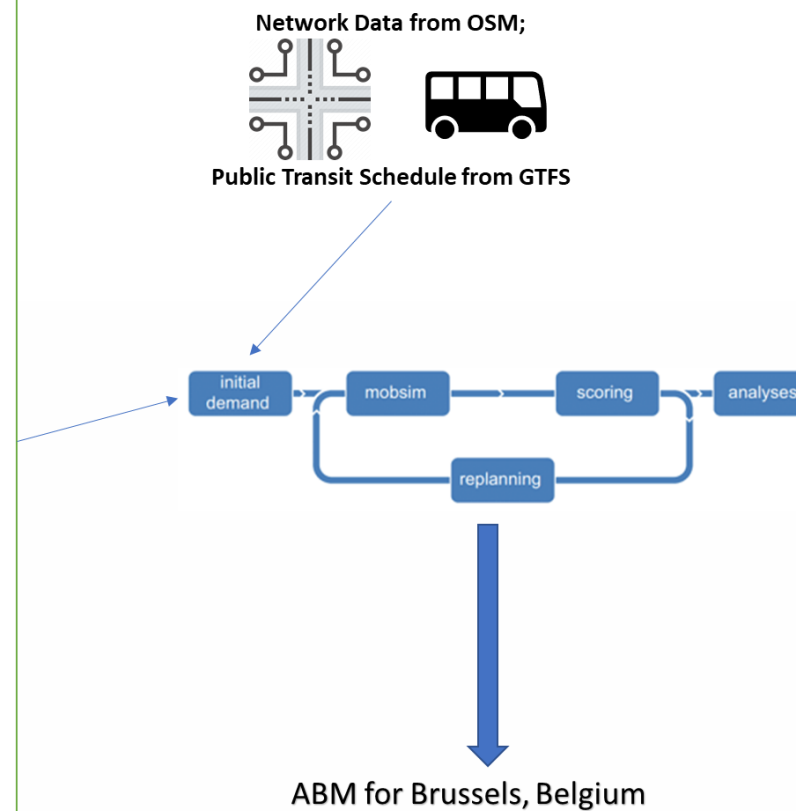 Network Data from OSM;
Public Transit Schedule from GTFS
initial
demand
mobsim
scoring
analyses
replanning
ABM for Brussels, Belgium